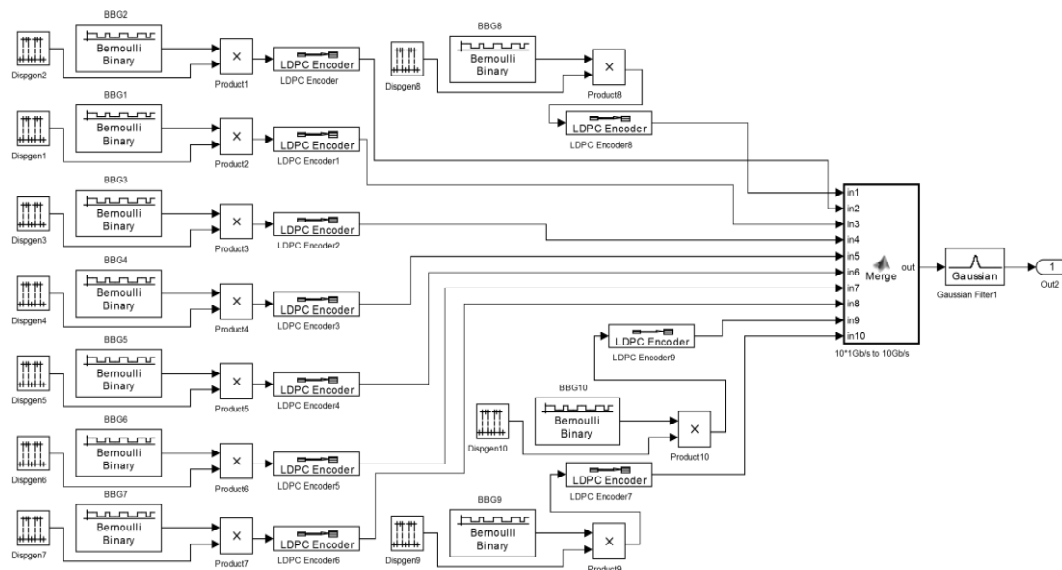 BBG2
Bernoulli
Binary
Dispgen2
Product1
LDPC Encoder
LDPC Encoder
BBG1
Bernoulli
Binary
Dispgen1
Product2
LDPC Encoder
LDPC Encoder1
BBG3
Bernoulli
Binary
Dispgen3
Product3
LDPC Encoder
LDPC Encoder2
BBG4
Bernoulli
Binary
Dispgen4
Product4
LDPC Encoder
LDPC Encoder3
BBG5
Bernoulli
Binary
Dispgen5
Product5
LDPC Encoder
LDPC Encoder4
BBG6
Bernoulli
Binary
Dispgen6
Product6
LDPC Encoder
LDPC Encoder5
BBG7
Bernoulli
Binary
Dispgen7
Product7
LDPC Encoder
LDPC Encoder6
BBG8
Bernoulli
Binary
Dispgen8
Product8
LDPC Encoder
LDPC Encoder8
LDPC Encoder
LDPC Encoder9
BBG10
Bernoulli
Binary
Dispgen10
Product10
LDPC Encoder
LDPC Encoder7
BBG9
Bernoulli
Binary
Dispgen9
Product9
in1
in2
in3
in4
in5
in6
in7
in8
in9
in10
Merge
out
10*1Gb/s to 10Gb/s
Gaussian
Gaussian Filter1
1
Out2